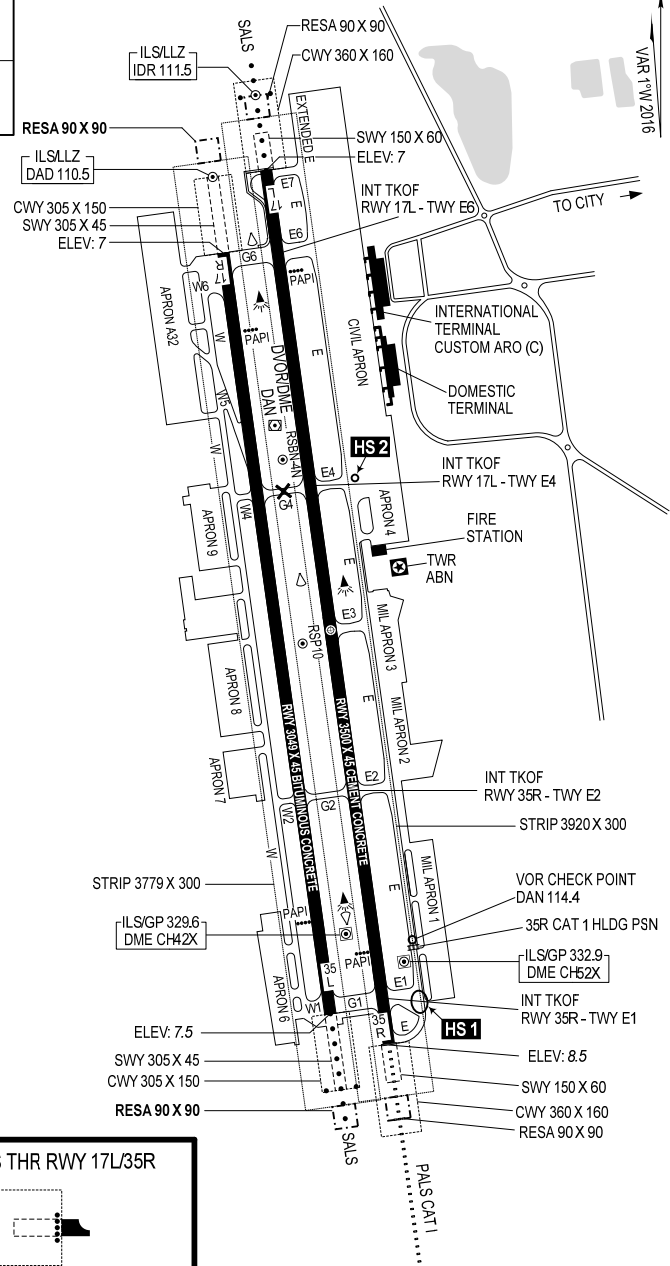 SALS
RESA 90 X 90
ILS/LLZ
IDR 111.5
CWY 360 X 160
VAR 1°W 2016
RESA 90 X 90
EXTENDED E
SWY 150 X 60
ELEV: 7
ILS/LLZ
DAD 110.5
CWY 305 X 150
SWY 305 X 45
ELEV: 7
E7
L
17
E
E6
INT TKOF
RWY 17L - TWY E6
TO CITY
G6
R
17
W6
W
PAPI
PAPI
APRON A32
CIVIL APRON
INTERNATIONAL
TERMINAL
CUSTOM ARO (C)
DVOR/DME
DAN
E
DOMESTIC
TERMINAL
W5
W
RSBN-4N
HS 2
E4
INT TKOF
RWY 17L - TWY E4
G4
W4
APRON 4
APRON 9
FIRE
STATION
TWR
ABN
E
E3
MIL APRON 3
RSP10
APRON 8
E
MIL APRON 2
RWY 3049 X 45 BITUMINOUS CONCRETE
RWY 3500 X 45 CEMENT CONCRETE
APRON 7
E2
G2
W2
INT TKOF
RWY 35R - TWY E2
STRIP 3920 X 300
W
E
MIL APRON 1
STRIP 3779 X 300
VOR CHECK POINT
DAN 114.4
PAPI
35R CAT 1 HLDG PSN
ILS/GP 329.6
DME CH42X
PAPI
ILS/GP 332.9
DME CH52X
APRON 6
35
L
E1
W1
G1
INT TKOF
RWY 35R - TWY E1
35
R
E
HS 1
ELEV: 7.5
ELEV: 8.5
SWY 305 X 45
SWY 150 X 60
CWY 305 X 150
CWY 360 X 160
RESA 90 X 90
RESA 90 X 90
SALS
PALS CAT I
THR RWY 17L/35R